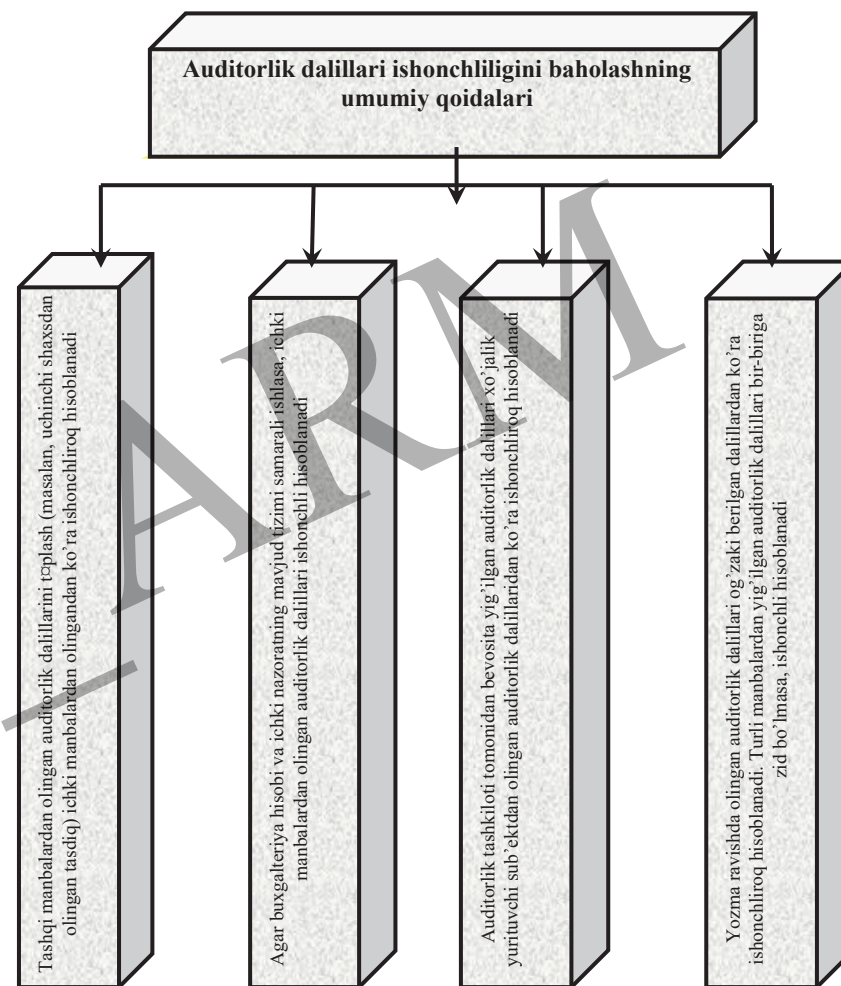 Auditorlik dalillari ishonchliligini baholashning
umumiy qoidalari
Tashqi manbalardan olingan auditorlik dalillarini t¤plash (masalan, uchinchi shaxsdan
olingan tasdiq) ichki manbalardan olingandan ko’ra ishonchliroq hisoblanadi
Agar buxgalteriya hisobi va ichki nazoratning mavjud tizimi samarali ishlasa, ichki
manbalardan olingan auditorlik dalillari ishonchli hisoblanadi
Auditorlik tashkiloti tomonidan bevosita yig’ilgan auditorlik dalillari xo’jalik
yurituvchi sub’ektdan olingan auditorlik dalillaridan ko’ra ishonchliroq hisoblanadi
Yozma ravishda olingan auditorlik dalillari og’zaki berilgan dalillardan ko’ra
ishonchliroq hisoblanadi. Turli manbalardan yig’ilgan auditorlik dalillari bir-biriga
zid bo’lmasa, ishonchli hisoblanadi
_ARM